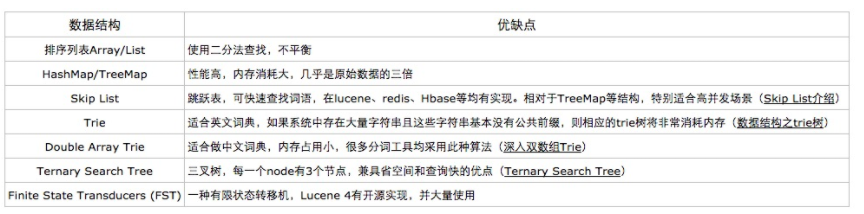 数据结构 优缺点
排序列表Array/List 使用二分法查找，不平衡
HashMap/TreeMap 性能高，内存消耗大，几乎是原始数据的三倍
Skip List 跳跃表，可快速查找词语，在lucene、redis、Hbase等均有实现。相对于TreeMap等结构，特别适合高并发场景（Skip List介绍）
Trie 适合英文词典，如果系统中存在大量字符串且这些字符串基本没有公共前缀，则相应的trie树将非常消耗内存（数据结构之trie树）
Double Array Trie 适合做中文词典，内存占用小，很多分词工具均采用此种算法（深入双数组Trie）
Ternary Search Tree 三叉树，每一个node有3个节点，兼具省空间和查询快的优点（Ternary Search Tree）
Finite State Transducers (FST) 一种有限状态转移机，Lucene 4有开源实现，并大量使用